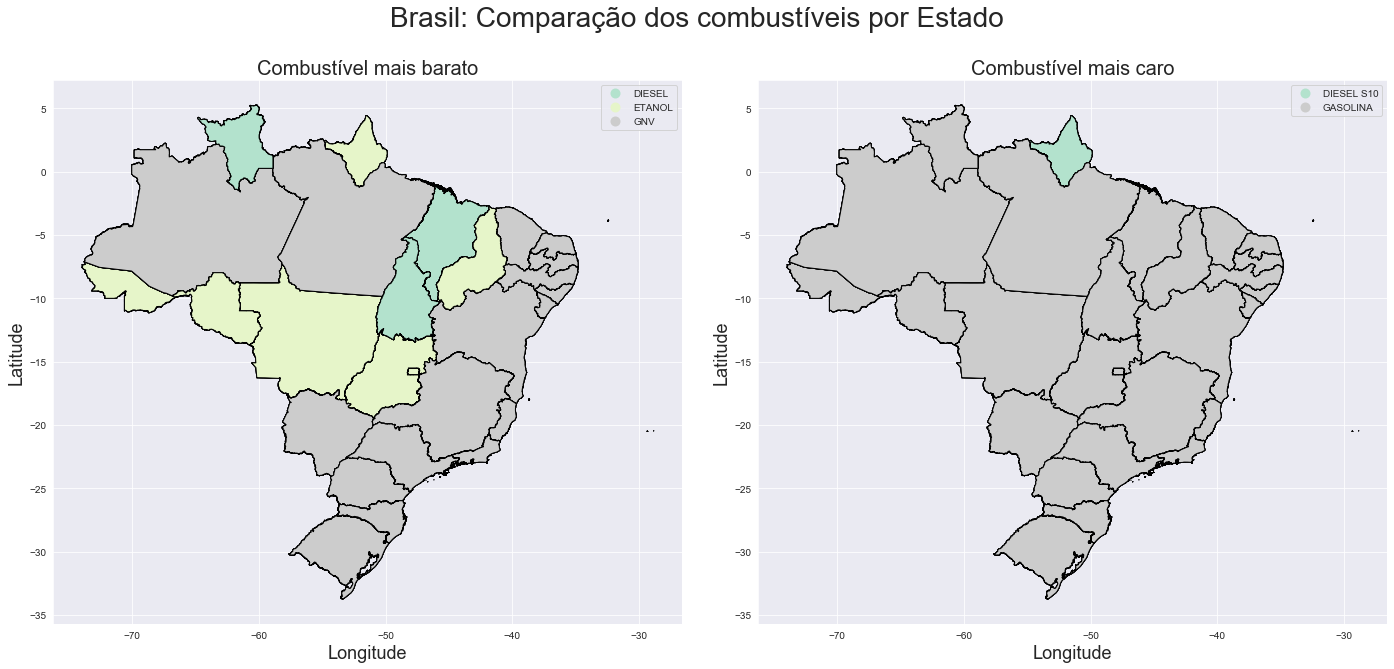 Brasil: Comparação dos combustíveis por Estado
Combustível mais barato
DIESEL
ETANOL
GNV
5
0
−5
−10
−15
−20
−25
−30
−35
Latitude
−70
−60
−50
−40
−30
Longitude
Combustível mais caro
DIESEL S10
GASOLINA
5
0
−5
−10
−15
−20
−25
−30
−35
Latitude
−70
−60
−50
−40
−30
Longitude